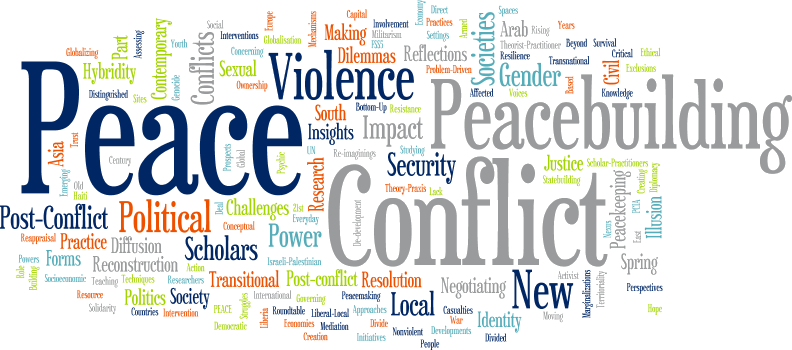 Peace
Peacebuilding
Conflict
Violence
New
Political
Power
Security
Scholars
Local
Post-Conflict
Societies
Gender
Impact
Conflicts
Contemporary
Hybridity
Part
Sexual
Making
Dilemmas
Reflections
Arab
Rising
Years
Spaces
Social
Interventions
Europe
Mechanisms
Capital
Involvement
Militarism
FSS5
Economy
Practices
Direct
Settings
Armed
Theorist-Practitioner
Beyond
Survival
Resilience
Transnational
Critical
Ethical
Exclusions
Problem-Driven
Affected
Voices
Based
Civil
Knowledge
Globalizing
Assessing
Youth
Concerning
Globalisation
Distinguished
Sites
Genocide
Ownership
Bottom-Up
Resistance
South
Insights
UN
Re-imaginings
Studying
Asia
Trust
Century
Prospects
Global
Psychic
Research
Theory-Praxis
Luck
Justice
Scholar-Practitioners
Statebuilding
Creating
Diplomacy
PCIA
Illusion
Peacekeeping
Nexus
East
Emerging
Old
Haiti
Reappraisal
Practice
Diffusion
Deal
Challenges
21st
Conceptual
Everyday
De-development
Israeli-Palestinian
Powers
Forms
Reconstruction
Action
Role
Building
Socioeconomic
Teaching
Techniques
Researchers
Transitional
Post-conflict
Resolution
Negotiating
Activist
Marginalizations
Territoriality
Spring
Perspectives
Hope
Resource
Solidarity
Politics
Society
Countries
Intervention
PEACE
Democratic
Struggles
International
Governing
Peacemaking
Liberia
Roundtable
Economies
Creation
Liberal-Local
Mediation
Approaches
Divide
Initiatives
Casualties
War
Nonviolent
People
Developments
Identity
Divided
Moving